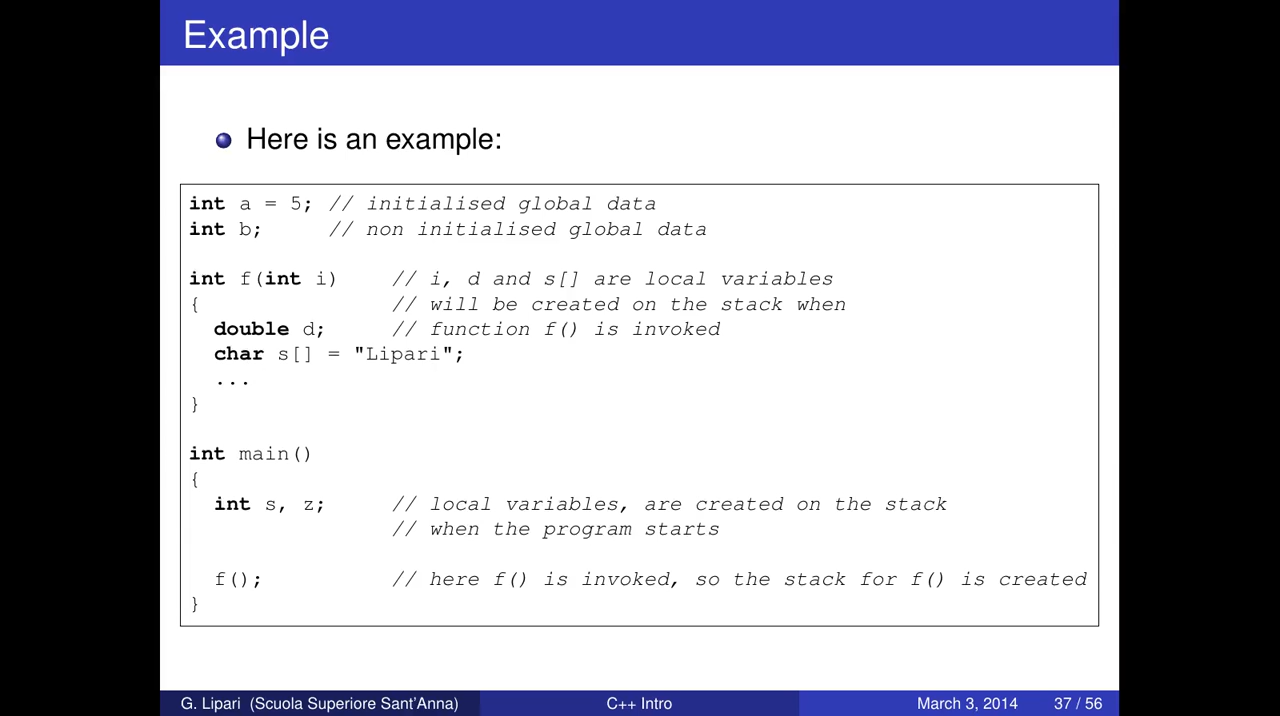 Example
Here is an example:
int a = 5; // initialised global data
int b; // non initialised global data
int f(int i) // i, d and s[] are local variables
{ // will be created on the stack when
double d; // function f() is invoked
char s[] = "Lipari";
...
}
int main()
{
int s, z; // local variables, are created on the stack
// when the program starts
f(); // here f() is invoked, so the stack for f() is created
}
G. Lipari (Scuola Superiore Sant'Anna) C++ Intro March 3, 2014 37 / 56